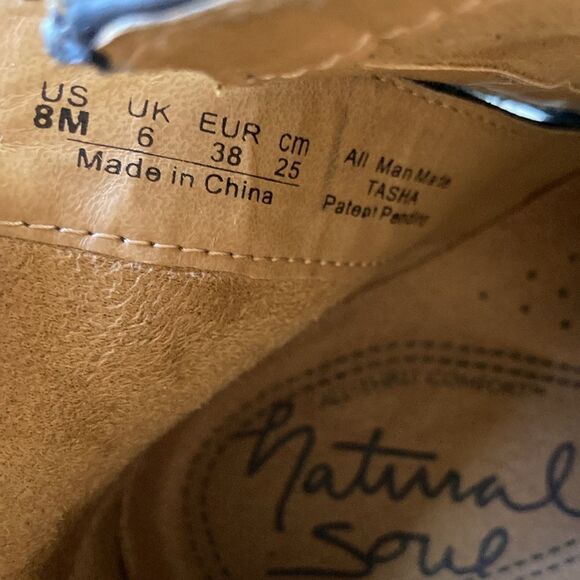 US UK EUR cm
8M 6 38 25
Made in China
All Man Made
TASHA
Patent Pending
natural
soul